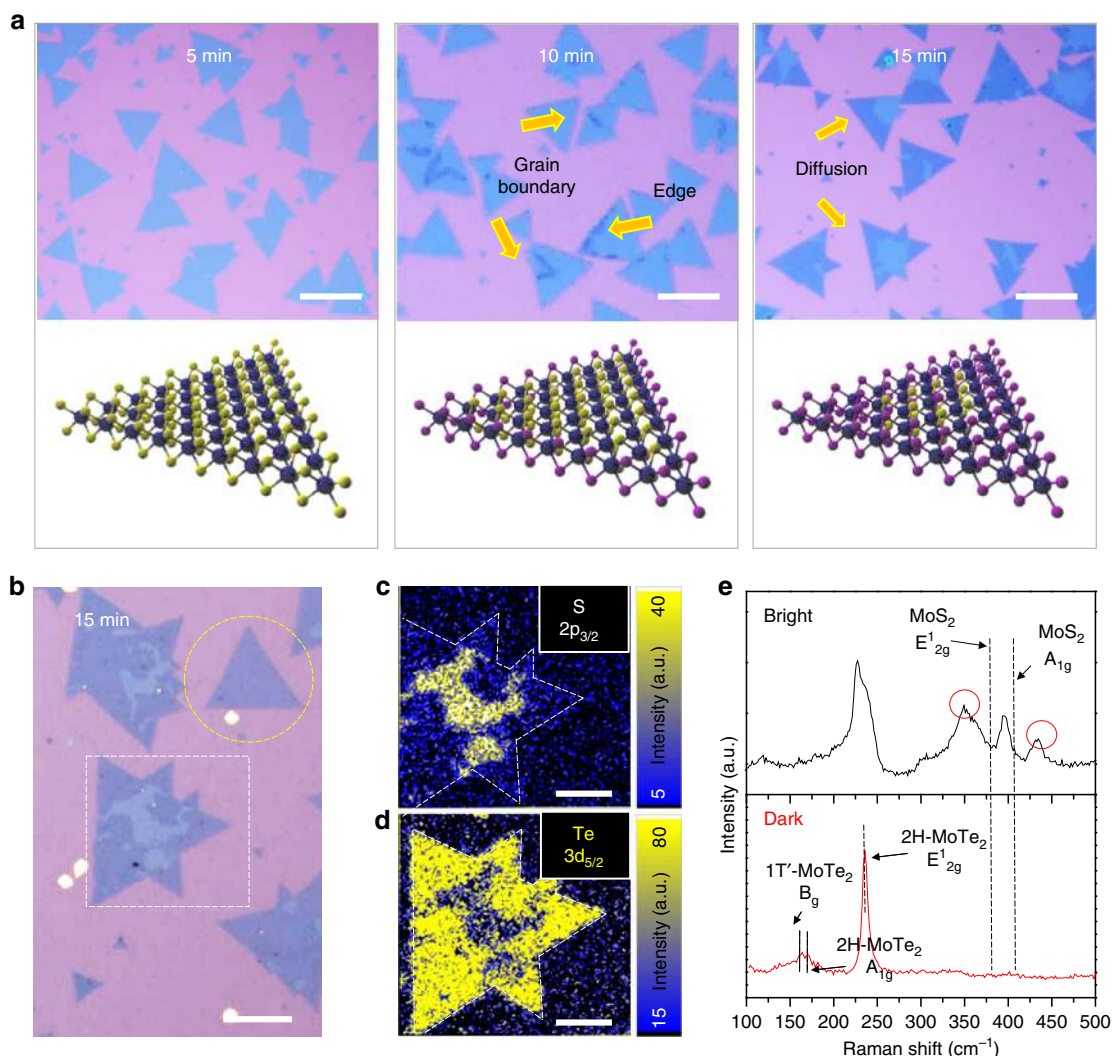 a
5 min
10 min
15 min
Grain
boundary
Edge
Diffusion
b
15 min
c
S
2p3/2
40
Intensity (a.u.)
5
d
Te
3d5/2
80
Intensity (a.u.)
15
e
Bright
MoS2
E¹2g
MoS2
A1g
Intensity (a.u.)
Dark
2H-MoTe2
E¹2g
1T′-MoTe2
Bg
2H-MoTe2
A1g
100 150 200 250 300 350 400 450 500
Raman shift (cm⁻¹)